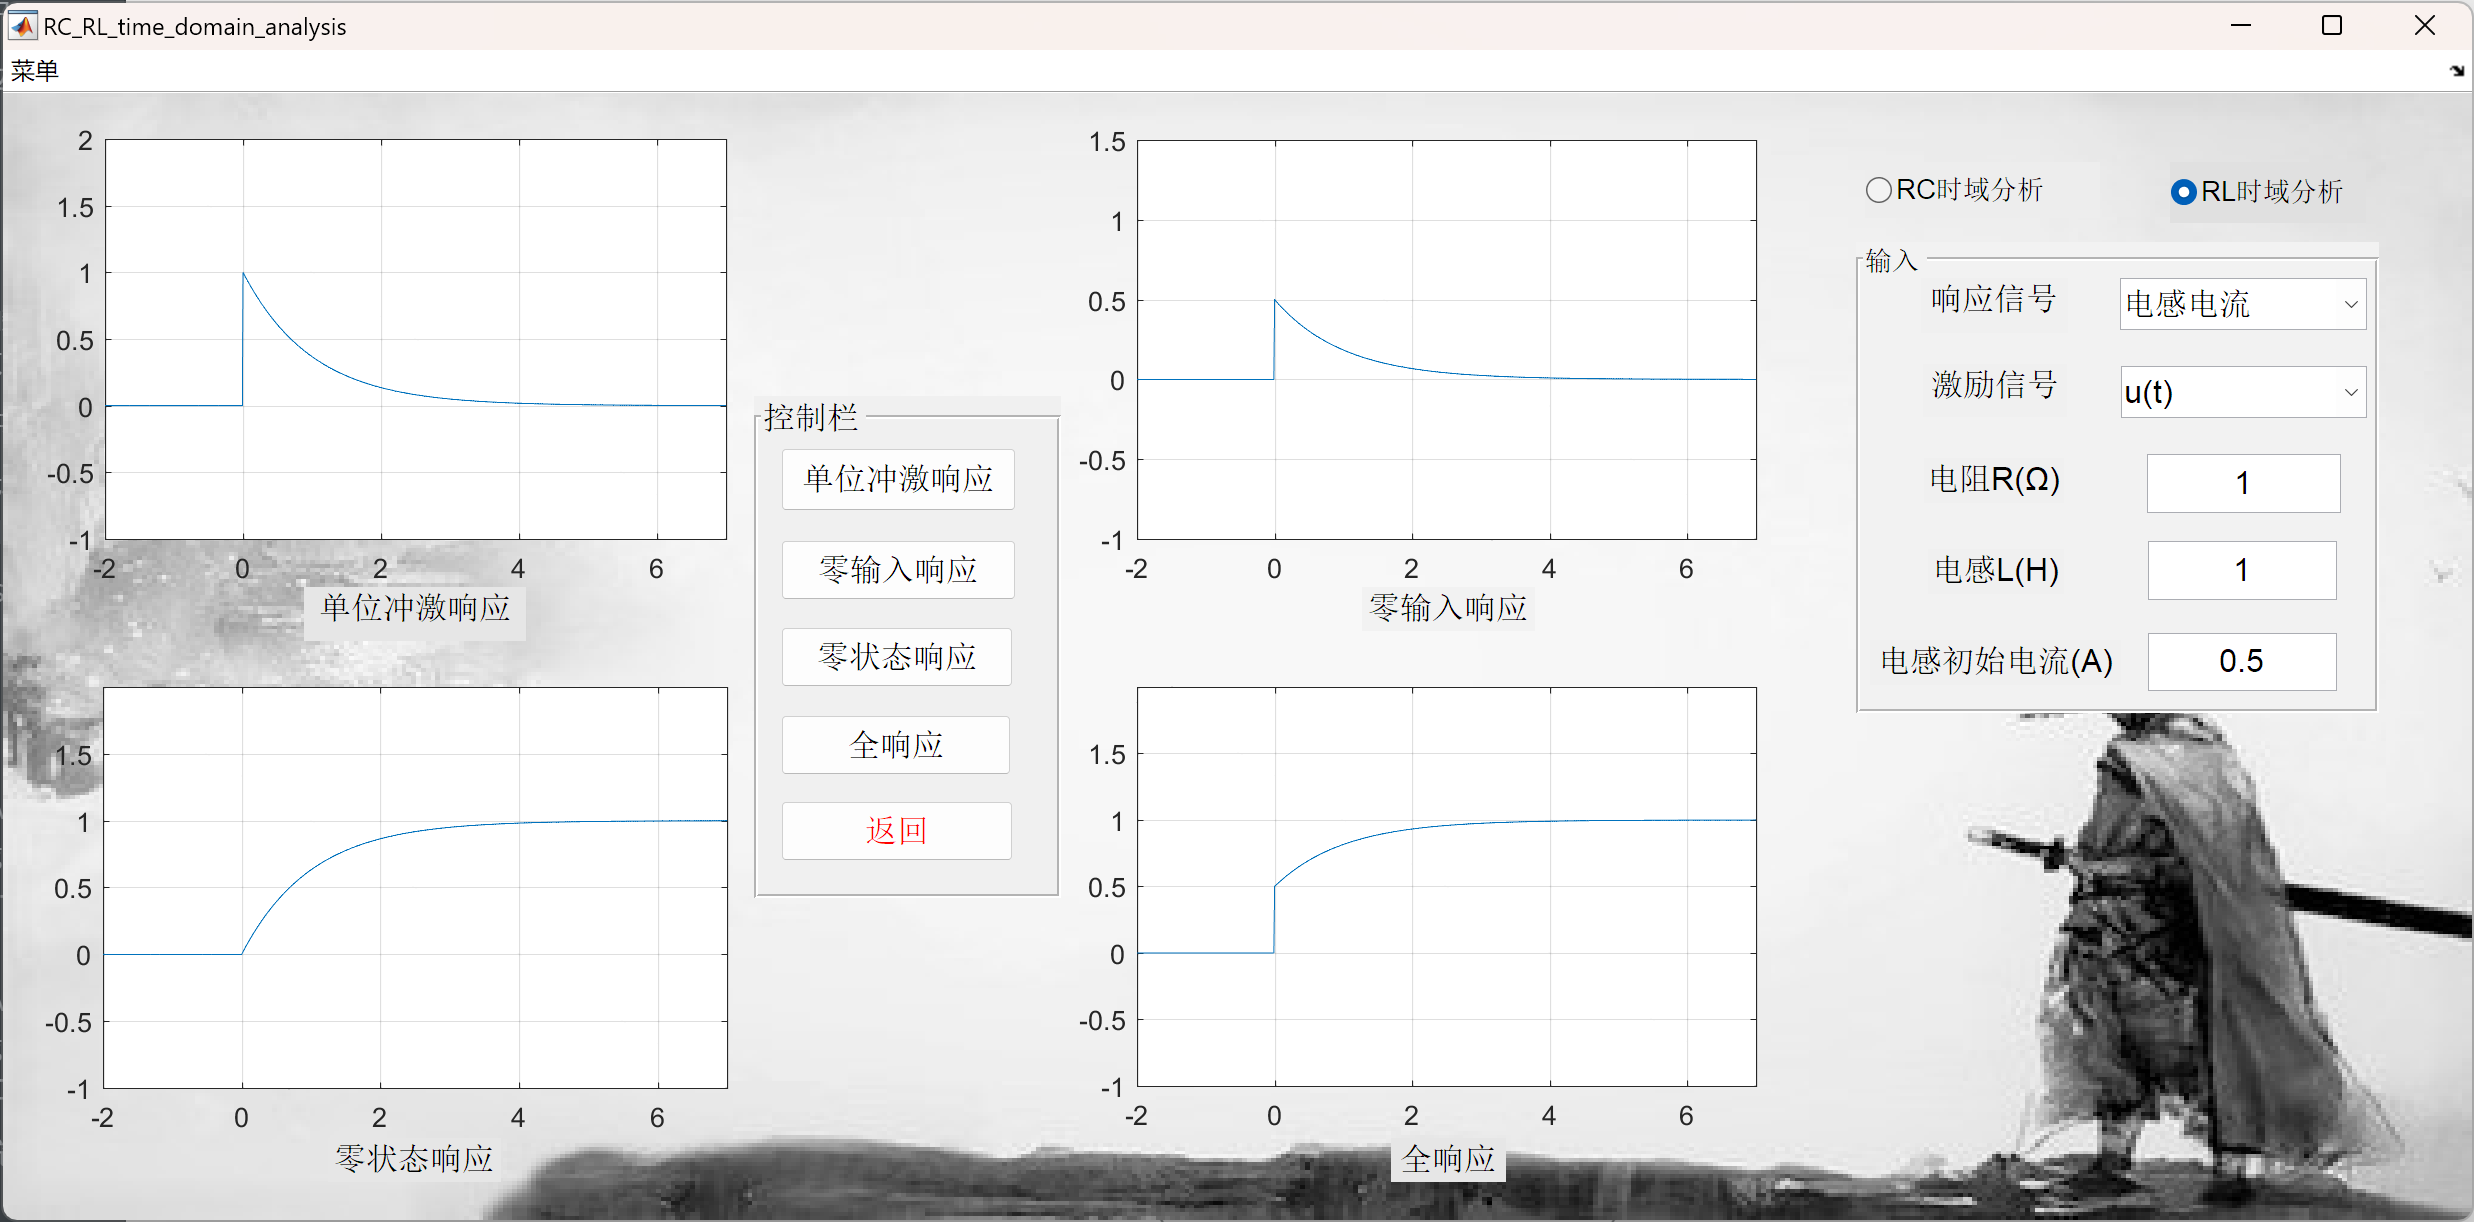 RC_RL_time_domain_analysis
菜单
2
1.5
1
0.5
0
-0.5
-1
-2 0 2 4 6
单位冲激响应
1.5
1
0.5
0
-0.5
-1
-2 0 2 4 6
零输入响应
1.5
1
0.5
0
-0.5
-1
-2 0 2 4 6
零状态响应
1.5
1
0.5
0
-0.5
-1
-2 0 2 4 6
全响应
控制栏
单位冲激响应
零输入响应
零状态响应
全响应
返回
RC时域分析 RL时域分析
输入
响应信号 电感电流
激励信号 u(t)
电阻R(Ω) 1
电感L(H) 1
电感初始电流(A) 0.5